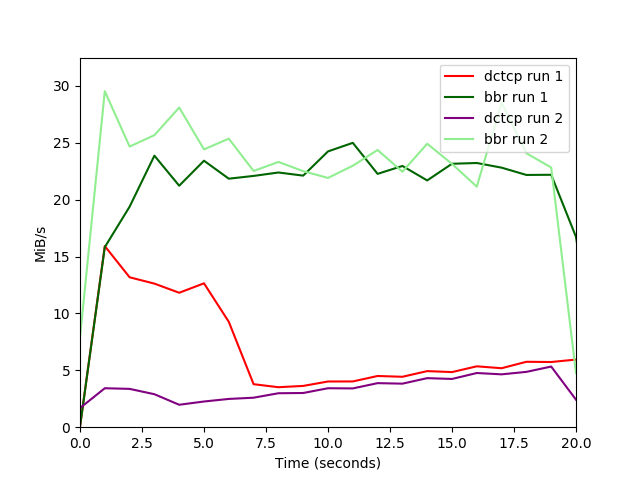 30
25
20
15
10
5
0
MiB/s
dctcp run 1
bbr run 1
dctcp run 2
bbr run 2
0.0 2.5 5.0 7.5 10.0 12.5 15.0 17.5 20.0
Time (seconds)